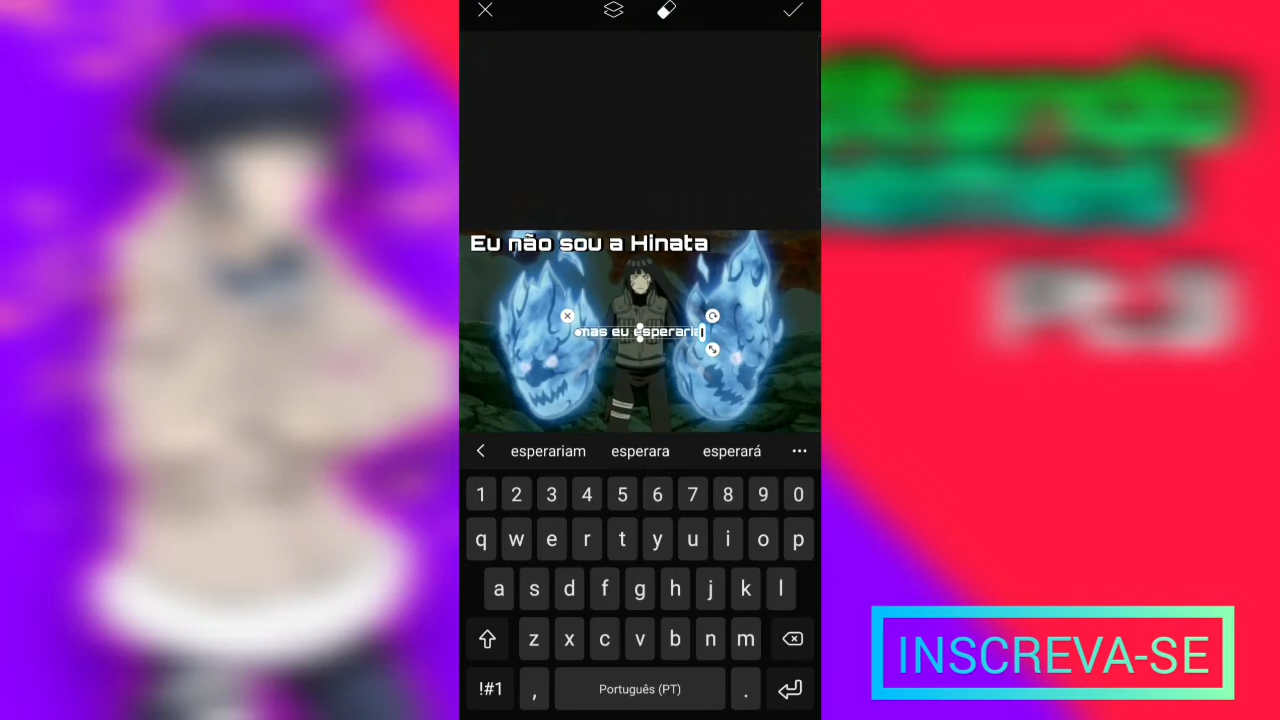 Eu não sou a Hinata
mas eu esperaria
esperariam esperara esperará
1 2 3 4 5 6 7 8 9 0
q w e r t y u i o p
a s d f g h j k l
z x c v b n m
!#1 , Português (PT) .
INSCREVA-SE